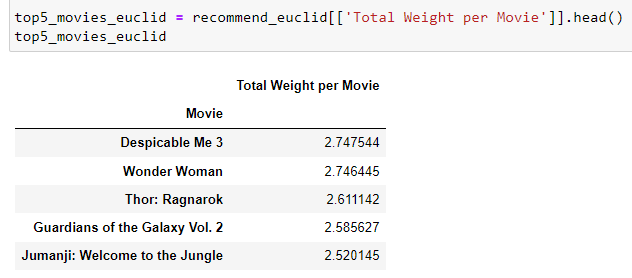 top5_movies_euclid = recommend_euclid[['Total Weight per Movie']].head()
top5_movies_euclid
Total Weight per Movie
Movie
Despicable Me 3 2.747544
Wonder Woman 2.746445
Thor: Ragnarok 2.611142
Guardians of the Galaxy Vol. 2 2.585627
Jumanji: Welcome to the Jungle 2.520145